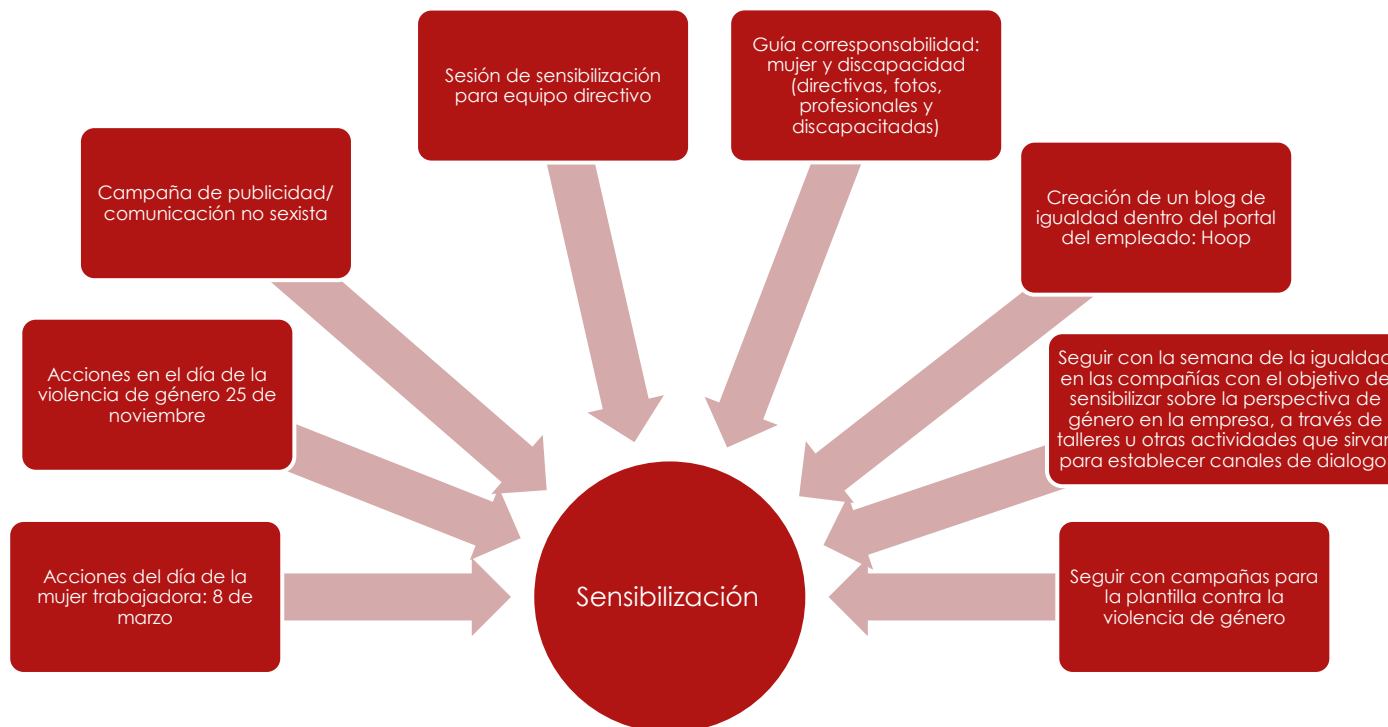 Sesión de sensibilización
para equipo directivo
Guía corresponsabilidad:
mujer y discapacidad
(directivas, fotos,
profesionales y
discapacitadas)
Campaña de publicidad/
comunicación no sexista
Creación de un blog de
igualdad dentro del portal
del empleado: Hoop
Acciones en el día de la
violencia de género 25 de
noviembre
Seguir con la semana de la igualdad
en las compañías con el objetivo de
sensibilizar sobre la perspectiva de
género en la empresa, a través de
talleres u otras actividades que sirvan
para establecer canales de dialogo
Acciones del día de la
mujer trabajadora: 8 de
marzo
Sensibilización
Seguir con campañas para
la plantilla contra la
violencia de género